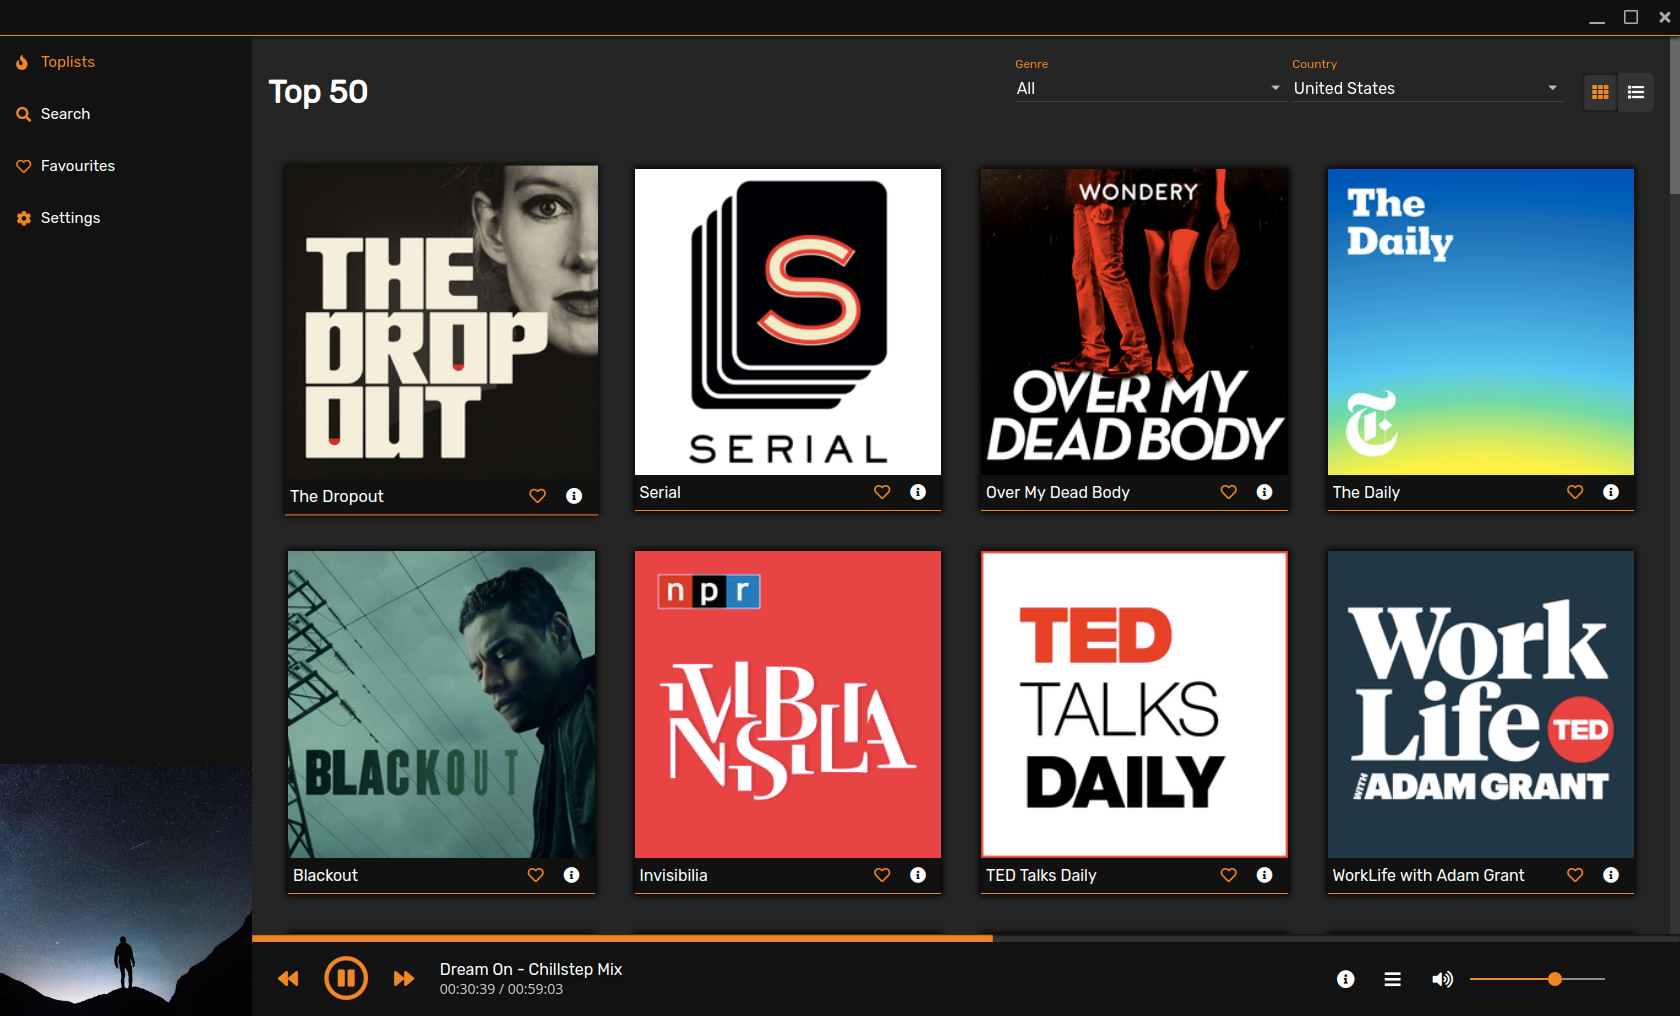 Toplists
Search
Favourites
Settings
Top 50
Genre
All
Country
United States
THE
DROP
OUT
The Dropout
S
SERIAL
Serial
WONDERY
OVER MY
DEAD BODY
Over My Dead Body
The
Daily
T
The Daily
BLACKOUT
Blackout
npr
INVISIBILIA
Invisibilia
TED
TALKS
DAILY
TED Talks Daily
Work
Life
TED
WITH
ADAM GRANT
WorkLife with Adam Grant
Dream On - Chillstep Mix
00:30:39 / 00:59:03